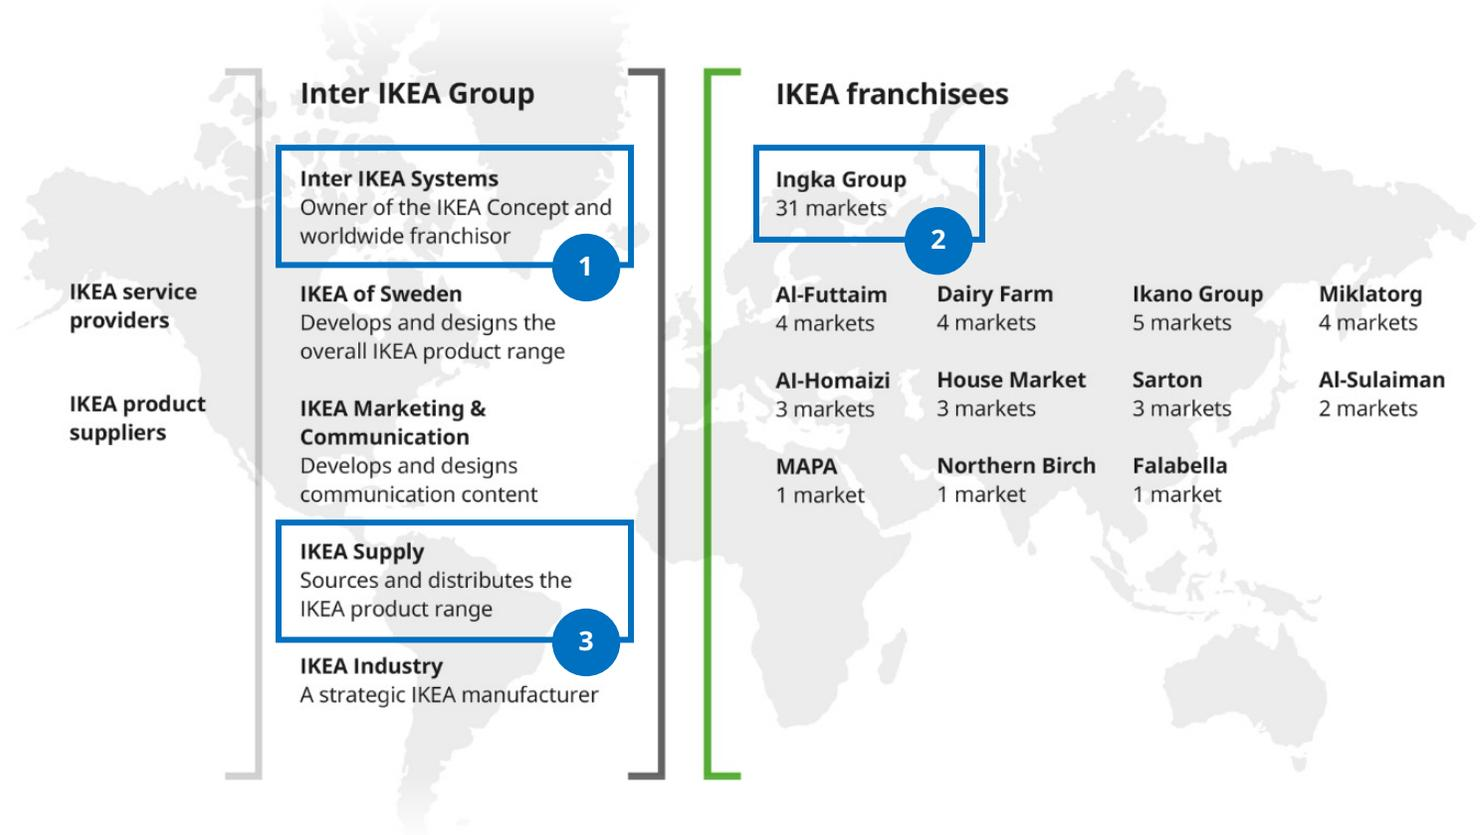 IKEA service
providers
IKEA product
suppliers
Inter IKEA Group
Inter IKEA Systems
Owner of the IKEA Concept and
worldwide franchisor
1
IKEA of Sweden
Develops and designs the
overall IKEA product range
IKEA Marketing &
Communication
Develops and designs
communication content
IKEA Supply
Sources and distributes the
IKEA product range
3
IKEA Industry
A strategic IKEA manufacturer
IKEA franchisees
Ingka Group
31 markets
2
Al-Futtaim
4 markets
Dairy Farm
4 markets
Ikano Group
5 markets
Miklatorg
4 markets
Al-Homaizi
3 markets
House Market
3 markets
Sarton
3 markets
Al-Sulaiman
2 markets
MAPA
1 market
Northern Birch
1 market
Falabella
1 market